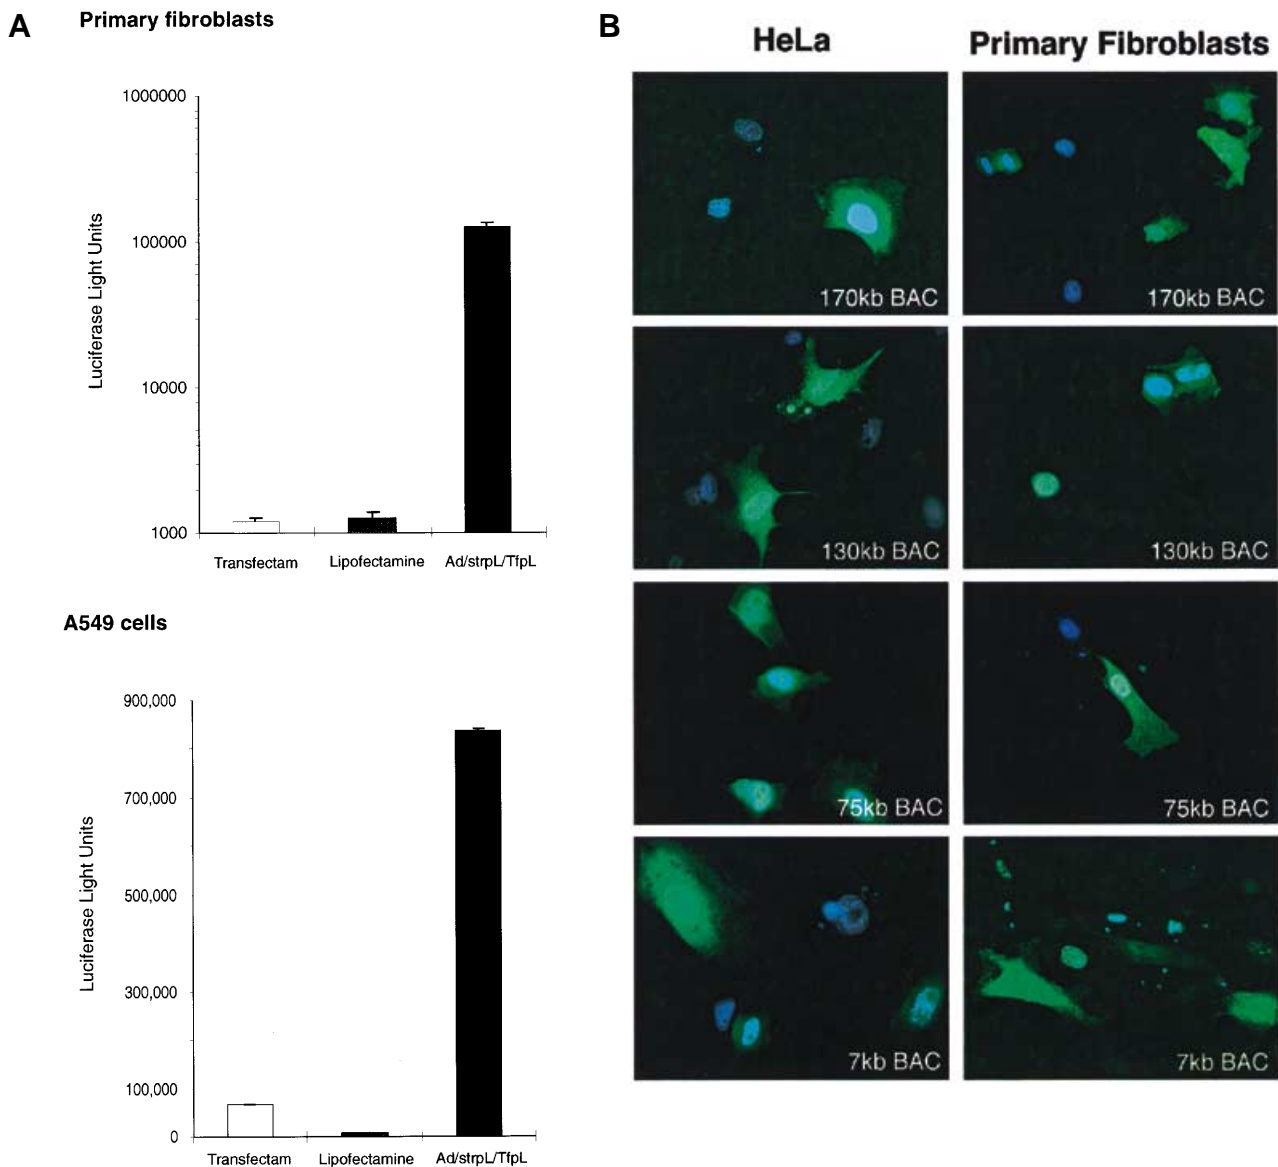 A
Primary fibroblasts
1000000
100000
10000
1000
Luciferase Light Units
Transfectam
Lipofectamine
Ad/strpL/TfpL
A549 cells
900,000
700,000
500,000
300,000
100,000
0
Luciferase Light Units
Transfectam
Lipofectamine
Ad/strpL/TfpL
B
HeLa
Primary Fibroblasts
170kb BAC
170kb BAC
130kb BAC
130kb BAC
75kb BAC
75kb BAC
7kb BAC
7kb BAC